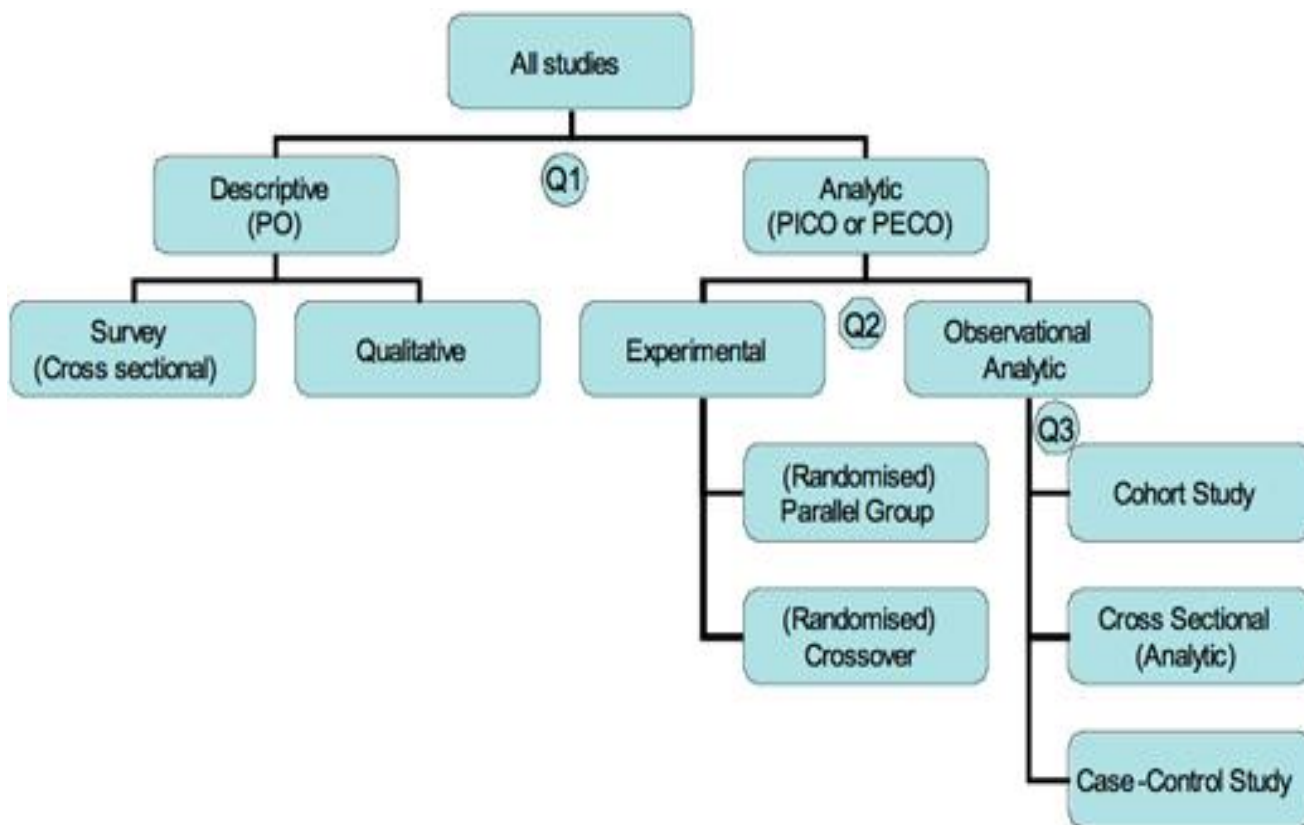 All studies
Q1
Descriptive
(PO)
Analytic
(PICO or PECO)
Survey
(Cross sectional)
Qualitative
Experimental
Q2
Observational
Analytic
Q3
(Randomised)
Parallel Group
Cohort Study
(Randomised)
Crossover
Cross Sectional
(Analytic)
Case-Control Study